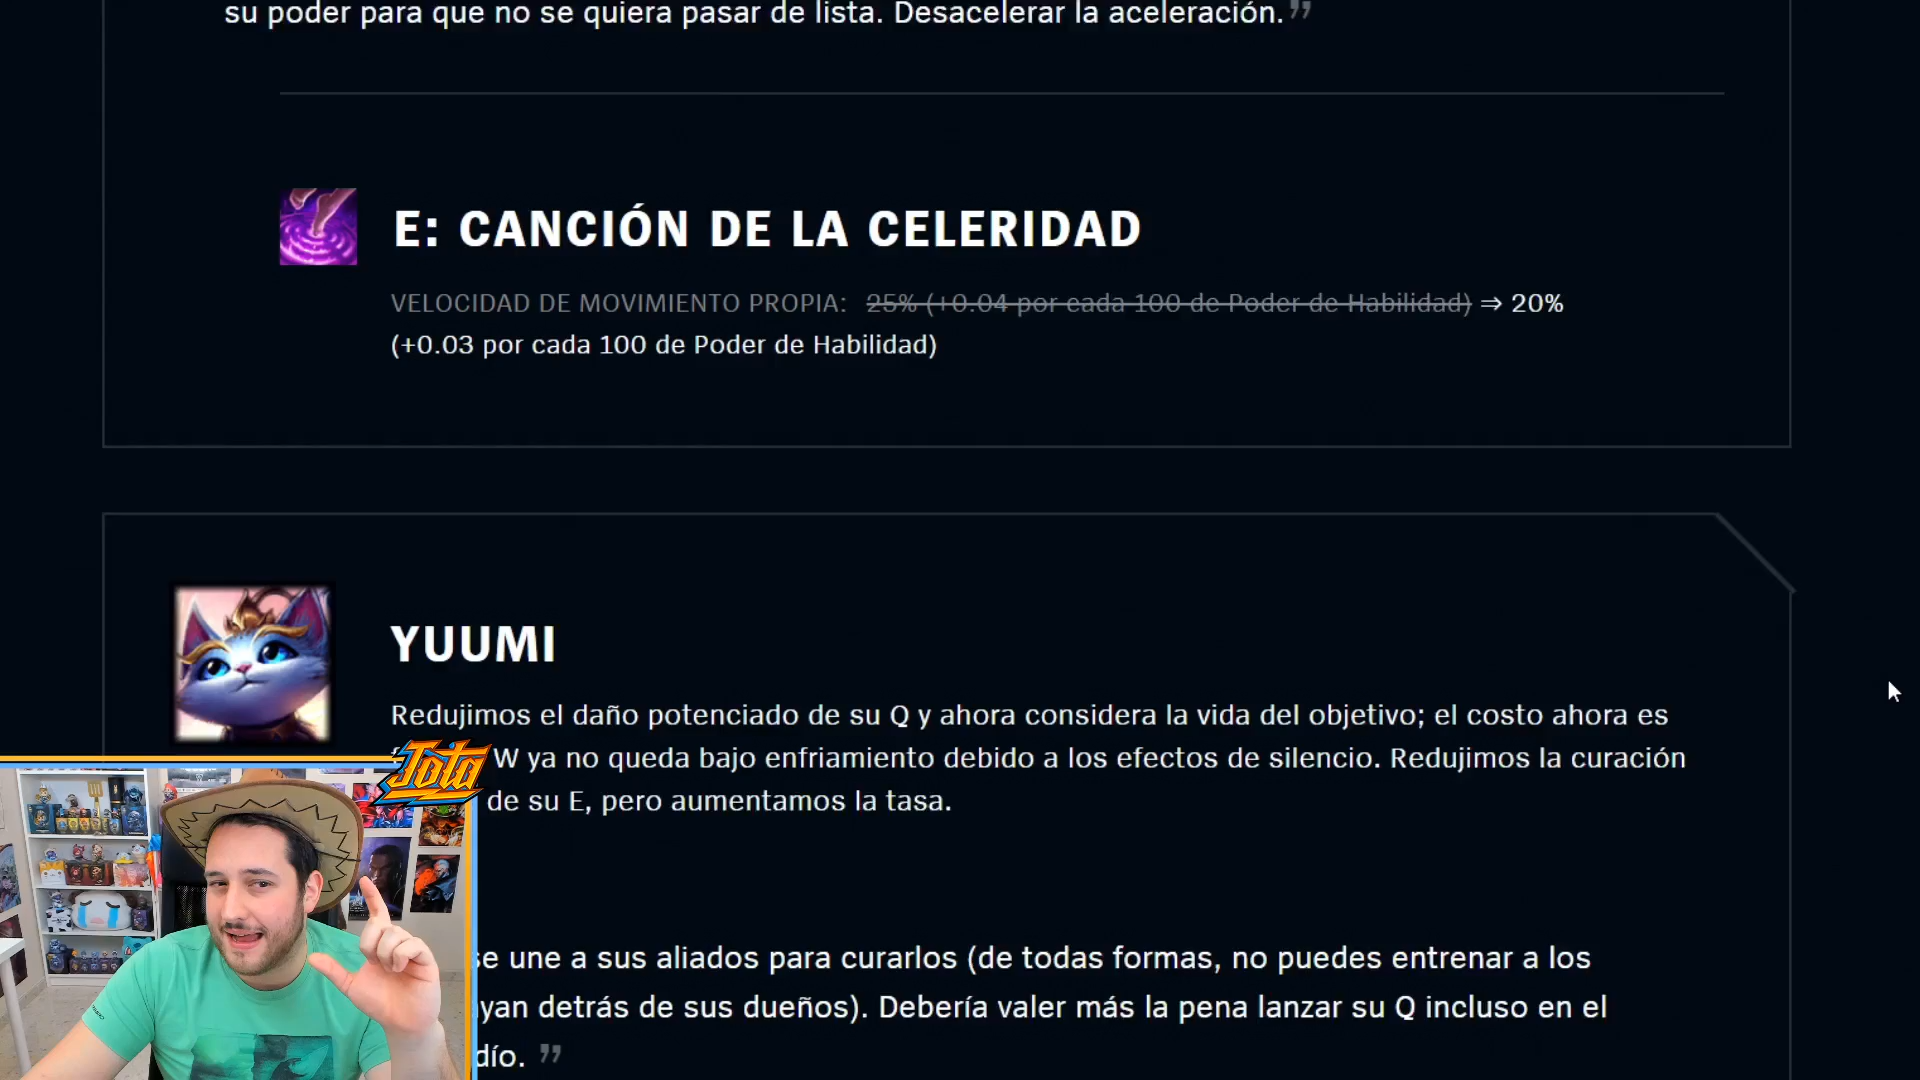 su poder para que no se quiera pasar de lista. Desacelerar la aceleración.”
E: CANCIÓN DE LA CELERIDAD
VELOCIDAD DE MOVIMIENTO PROPIA: 25% (+0.04 por cada 100 de Poder de Habilidad) ⇒ 20%
(+0.03 por cada 100 de Poder de Habilidad)
YUUMI
Redujimos el daño potenciado de su Q y ahora considera la vida del objetivo; el costo ahora es
W ya no queda bajo enfriamiento debido a los efectos de silencio. Redujimos la curación
de su E, pero aumentamos la tasa.
Jota
se une a sus aliados para curarlos (de todas formas, no puedes entrenar a los
yan detrás de sus dueños). Debería valer más la pena lanzar su Q incluso en el
dío. ”